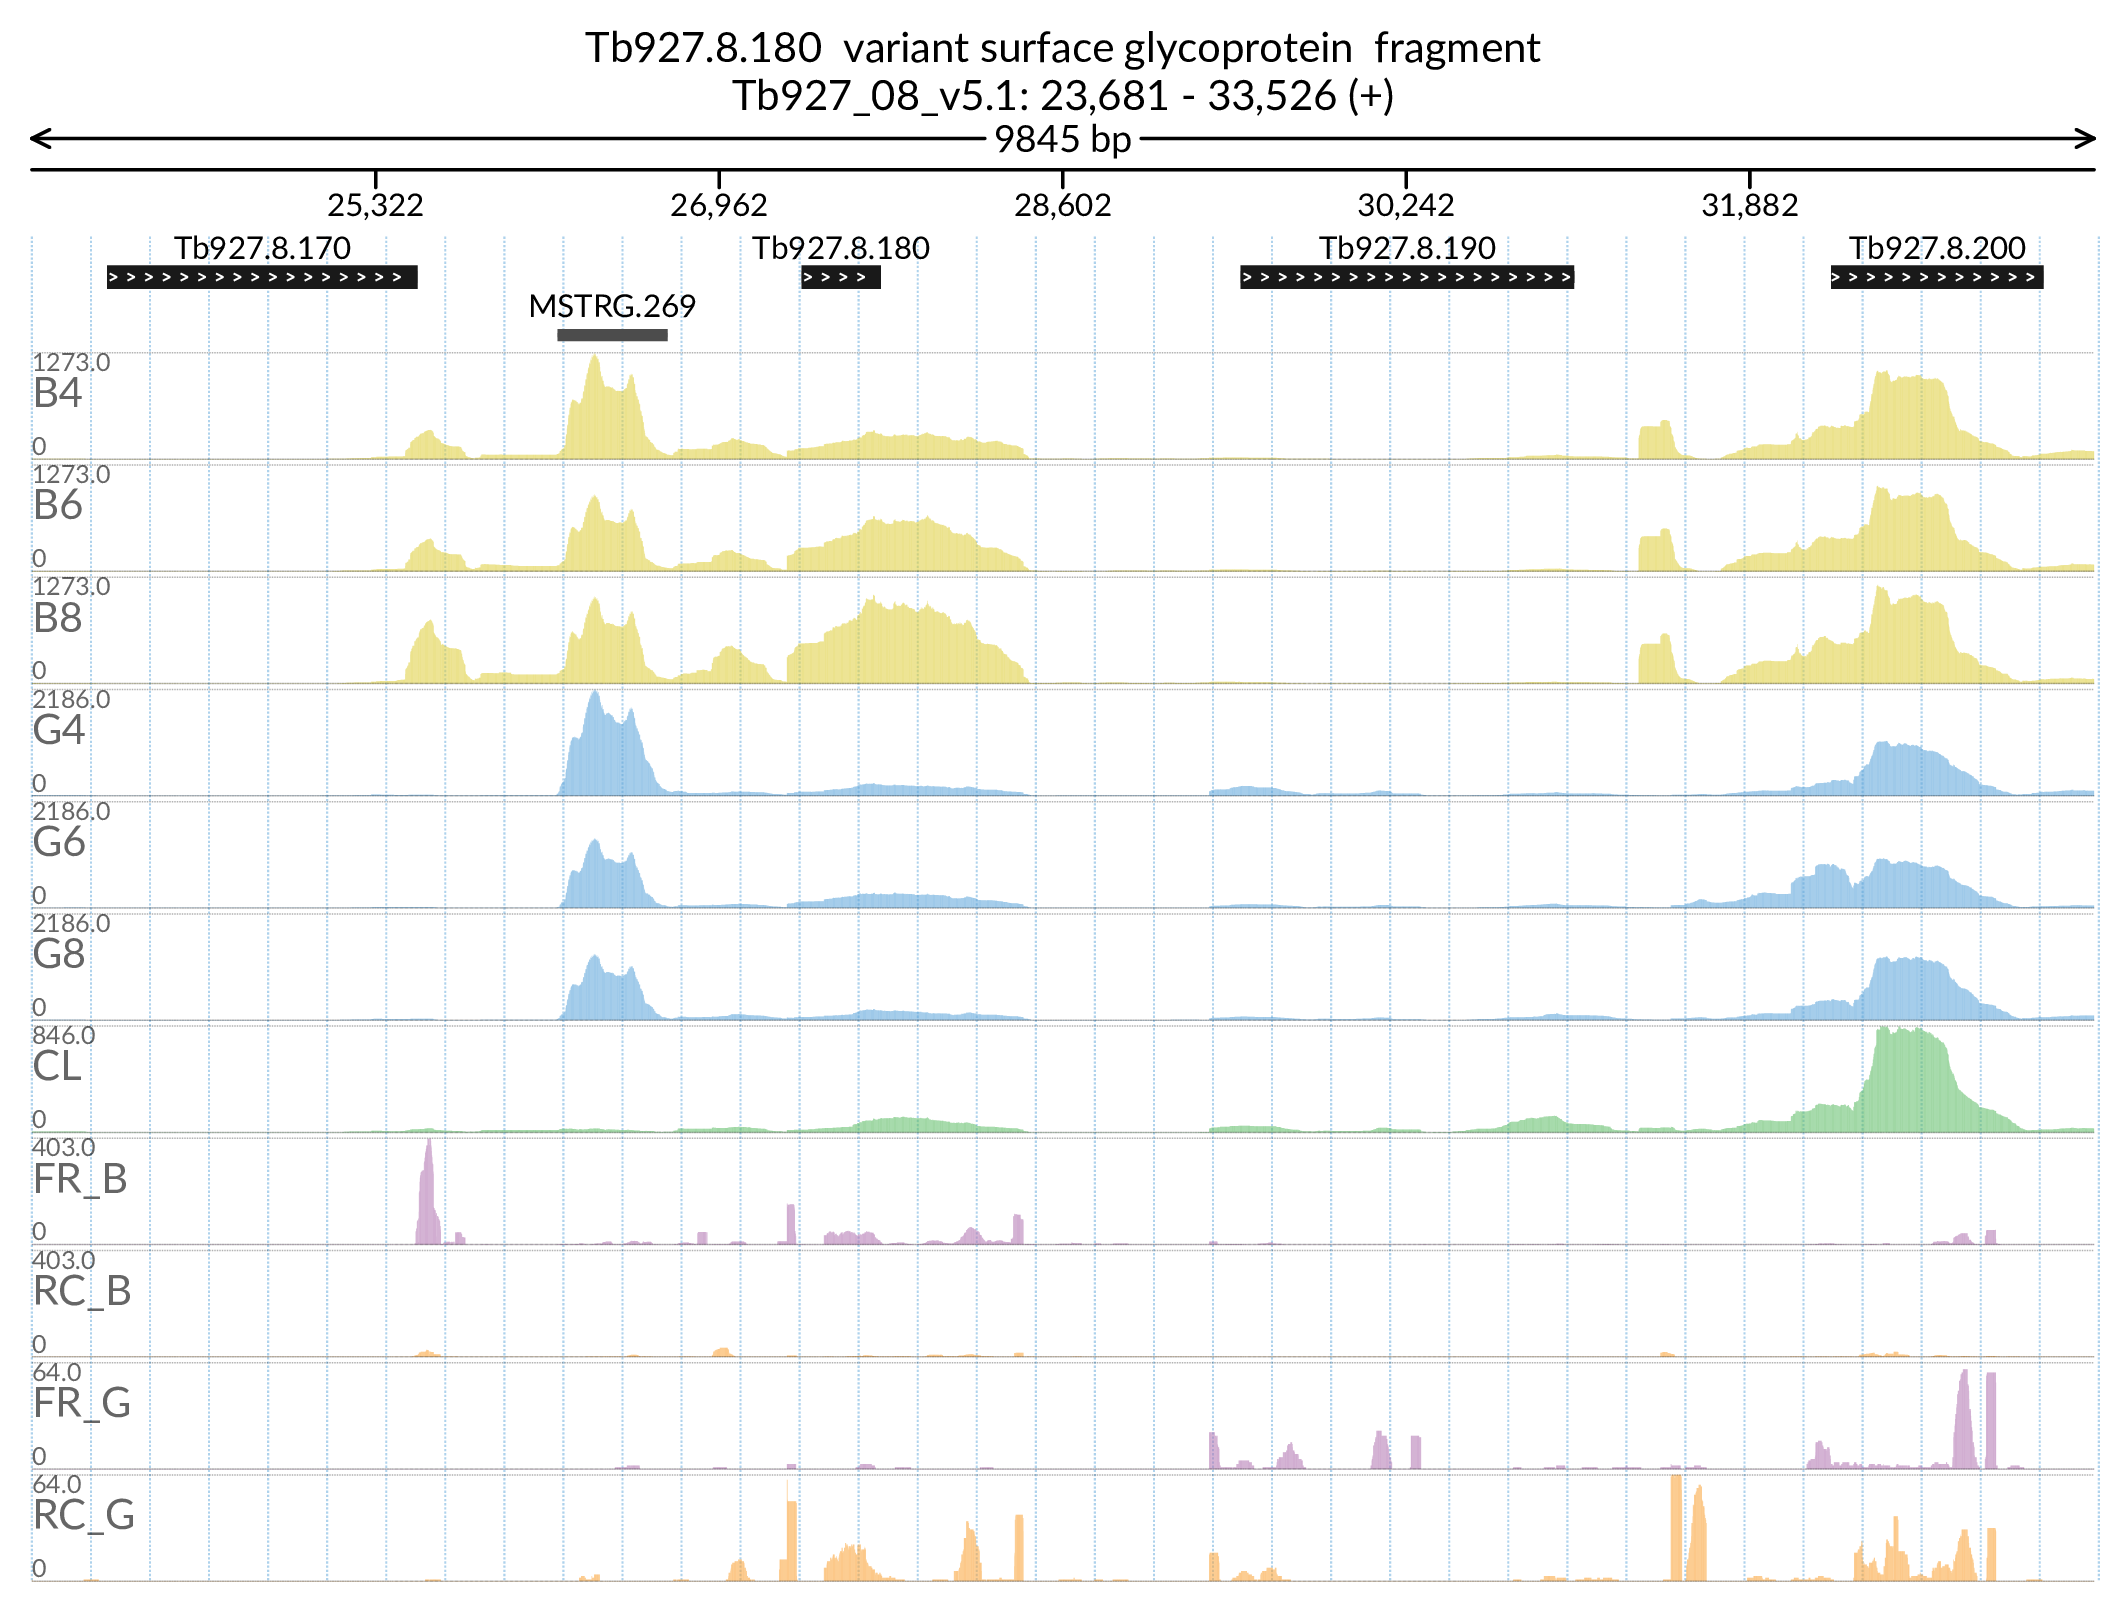 Tb927.8.180 variant surface glycoprotein fragment
Tb927_08_v5.1: 23,681 - 33,526 (+)
9845 bp
25,322 26,962 28,602 30,242 31,882
Tb927.8.170 Tb927.8.180 Tb927.8.190 Tb927.8.200
MSTRG.269
1273.0
B4
0
1273.0
B6
0
1273.0
B8
0
2186.0
G4
0
2186.0
G6
0
2186.0
G8
0
846.0
CL
0
403.0
FR_B
0
403.0
RC_B
0
64.0
FR_G
0
64.0
RC_G
0